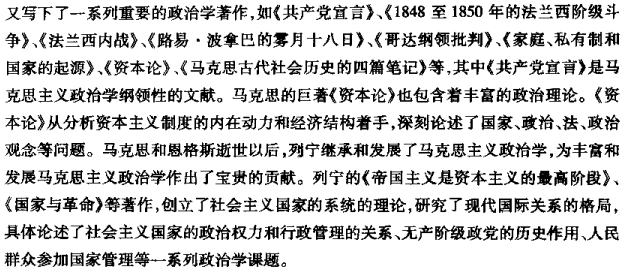 又写下了一系列重要的政治学著作,如《共产党宣言》、《1848 至 1850 年的法兰西阶级斗
争》、《法兰西内战》、《路易·波拿巴的雾月十八日》、《哥达纲领批判》、《家庭、私有制和
国家的起源》、《资本论》、《马克思古代社会历史的四篇笔记》等,其中《共产党宣言》是马
克思主义政治学纲领性的文献。马克思的巨著《资本论》也包含着丰富的政治理论。《资
本论》从分析资本主义制度的内在动力和经济结构着手,深刻论述了国家、政治、法、政治
观念等问题。马克思和恩格斯逝世以后,列宁继承和发展了马克思主义政治学,为丰富和
发展马克思主义政治学作出了宝贵的贡献。列宁的《帝国主义是资本主义的最高阶段》、
《国家与革命》等著作,创立了社会主义国家的系统的理论,研究了现代国际关系的格局,
具体论述了社会主义国家的政治权力和行政管理的关系、无产阶级政党的历史作用、人民
群众参加国家管理等一系列政治学课题。